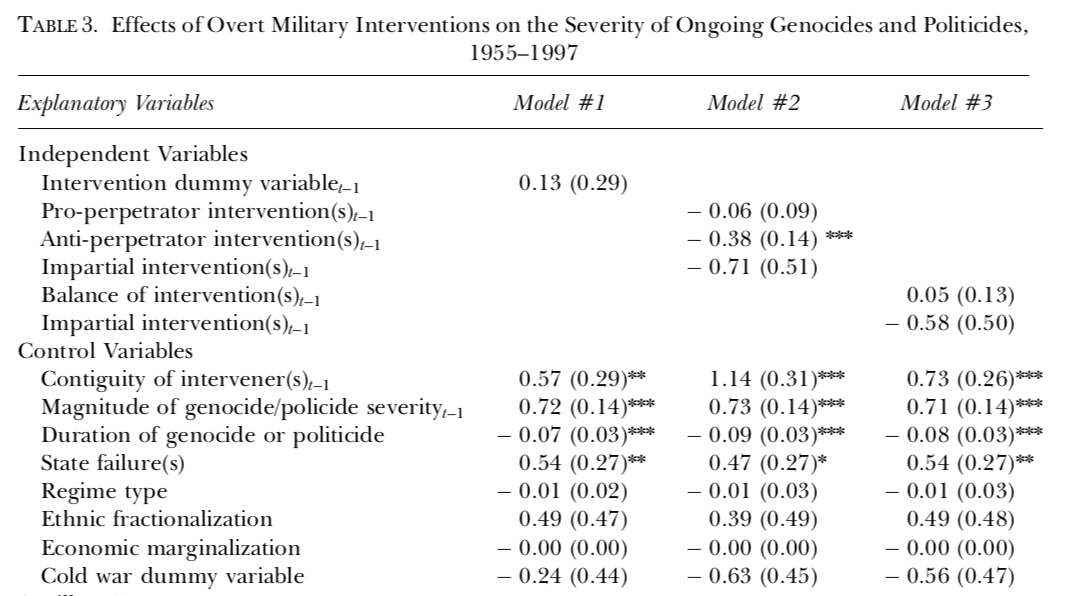 TABLE 3. Effects of Overt Military Interventions on the Severity of Ongoing Genocides and Politicides,
1955–1997
Explanatory Variables Model #1 Model #2 Model #3
Independent Variables
Intervention dummy variable t–1 0.13 (0.29)
Pro-perpetrator intervention(s) t–1 – 0.06 (0.09)
Anti-perpetrator intervention(s) t–1 – 0.38 (0.14) ***
Impartial intervention(s) t–1 – 0.71 (0.51)
Balance of intervention(s) t–1 0.05 (0.13)
Impartial intervention(s) t–1 – 0.58 (0.50)
Control Variables
Contiguity of intervener(s) t–1 0.57 (0.29)** 1.14 (0.31)*** 0.73 (0.26)***
Magnitude of genocide/policide severity t–1 0.72 (0.14)*** 0.73 (0.14)*** 0.71 (0.14)***
Duration of genocide or politicide – 0.07 (0.03)*** – 0.09 (0.03)*** – 0.08 (0.03)***
State failure(s) 0.54 (0.27)** 0.47 (0.27)* 0.54 (0.27)**
Regime type – 0.01 (0.02) – 0.01 (0.03) – 0.01 (0.03)
Ethnic fractionalization 0.49 (0.47) 0.39 (0.49) 0.49 (0.48)
Economic marginalization – 0.00 (0.00) – 0.00 (0.00) – 0.00 (0.00)
Cold war dummy variable – 0.24 (0.44) – 0.63 (0.45) – 0.56 (0.47)